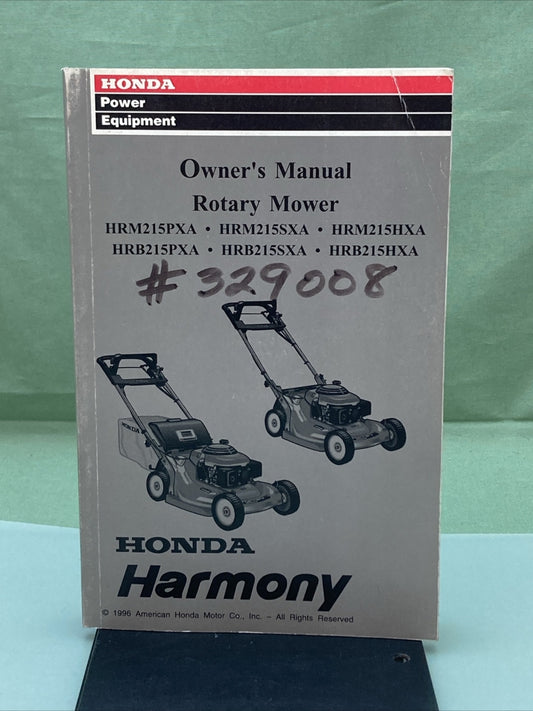 HONDA
Power
Equipment
Owner's Manual
Rotary Mower
HRM215PXA • HRM215SXA • HRM215HXA
HRB215PXA • HRB215SXA • HRB215HXA
# 329008
HONDA
HONDA
Harmony
© 1996 American Honda Motor Co., Inc. – All Rights Reserved